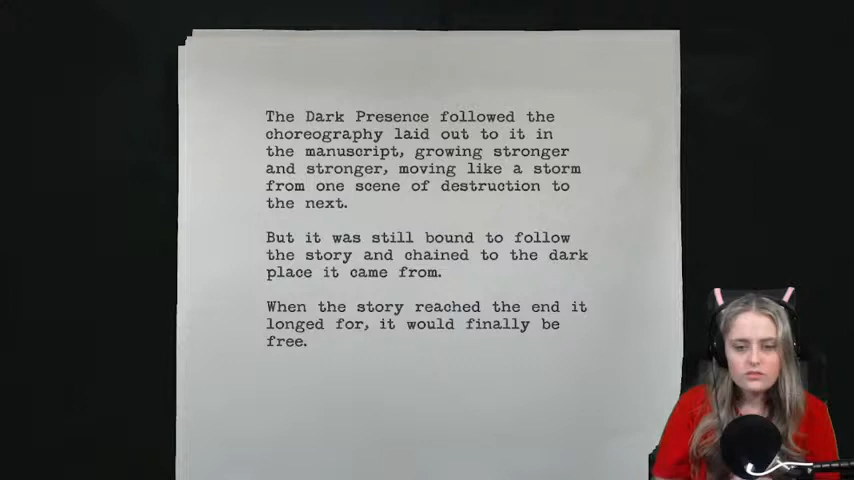 The Dark Presence followed the
choreography laid out to it in
the manuscript, growing stronger
and stronger, moving like a storm
from one scene of destruction to
the next.
But it was still bound to follow
the story and chained to the dark
place it came from.
When the story reached the end it
longed for, it would finally be
free.